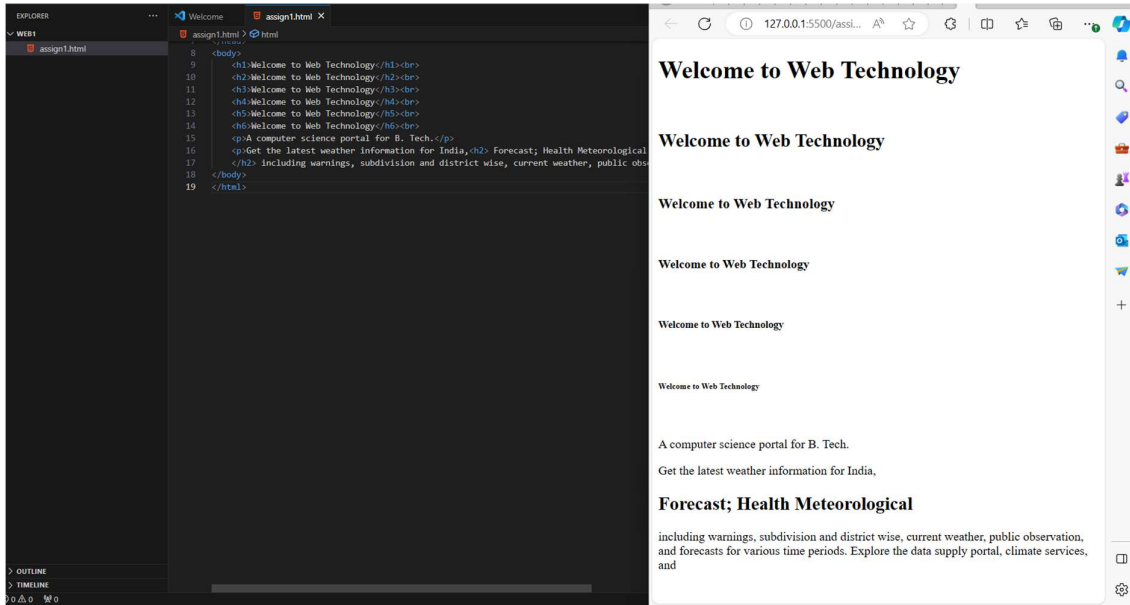 EXPLORER
WEB1
assign1.html
OUTLINE
TIMELINE
0 0 0
Welcome
assign1.html
assign1.html > html
7 </head>
8 <body>
9 <h1>Welcome to Web Technology</h1><br>
10 <h2>Welcome to Web Technology</h2><br>
11 <h3>Welcome to Web Technology</h3><br>
12 <h4>Welcome to Web Technology</h4><br>
13 <h5>Welcome to Web Technology</h5><br>
14 <h6>Welcome to Web Technology</h6><br>
15 <p>A computer science portal for B. Tech.</p>
16 <p>Get the latest weather information for India,<h2> Forecast; Health Meteorological
17 </h2> including warnings, subdivision and district wise, current weather, public obse
18 </body>
19 </html>
127.0.0.1:5500/assi...
Welcome to Web Technology
Welcome to Web Technology
Welcome to Web Technology
Welcome to Web Technology
Welcome to Web Technology
Welcome to Web Technology
A computer science portal for B. Tech.
Get the latest weather information for India,
Forecast; Health Meteorological
including warnings, subdivision and district wise, current weather, public observation,
and forecasts for various time periods. Explore the data supply portal, climate services,
and